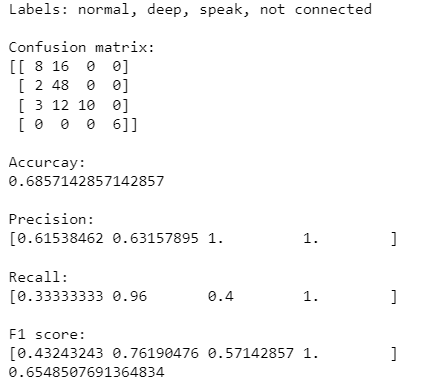 Labels: normal, deep, speak, not connected
Confusion matrix:
[[ 8 16  0  0]
 [ 2 48  0  0]
 [ 3 12 10  0]
 [ 0  0  0  6]]
Accurcay:
0.6857142857142857
Precision:
[0.61538462 0.63157895 1.         1.        ]
Recall:
[0.33333333 0.96       0.4        1.        ]
F1 score:
[0.43243243 0.76190476 0.57142857 1.        ]
0.6548507691364834